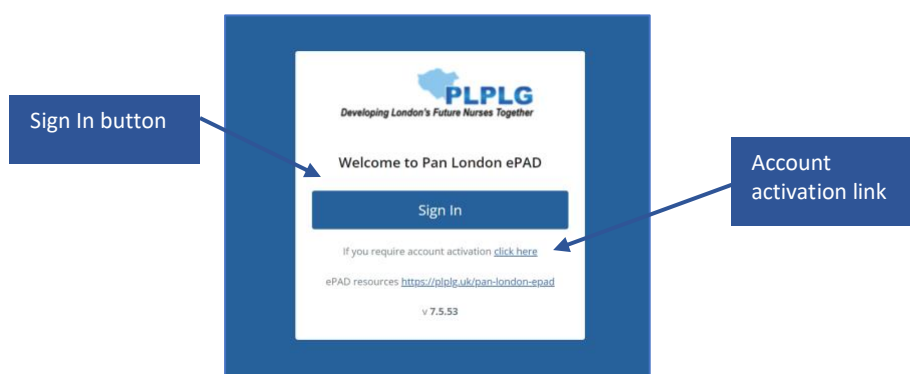 PLPLG
Developing London's Future Nurses Together
Sign In button
Welcome to Pan London ePAD
Account
activation link
Sign In
If you require account activation click here
ePAD resources https://plplg.uk/pan-london-epad
v 7.5.53